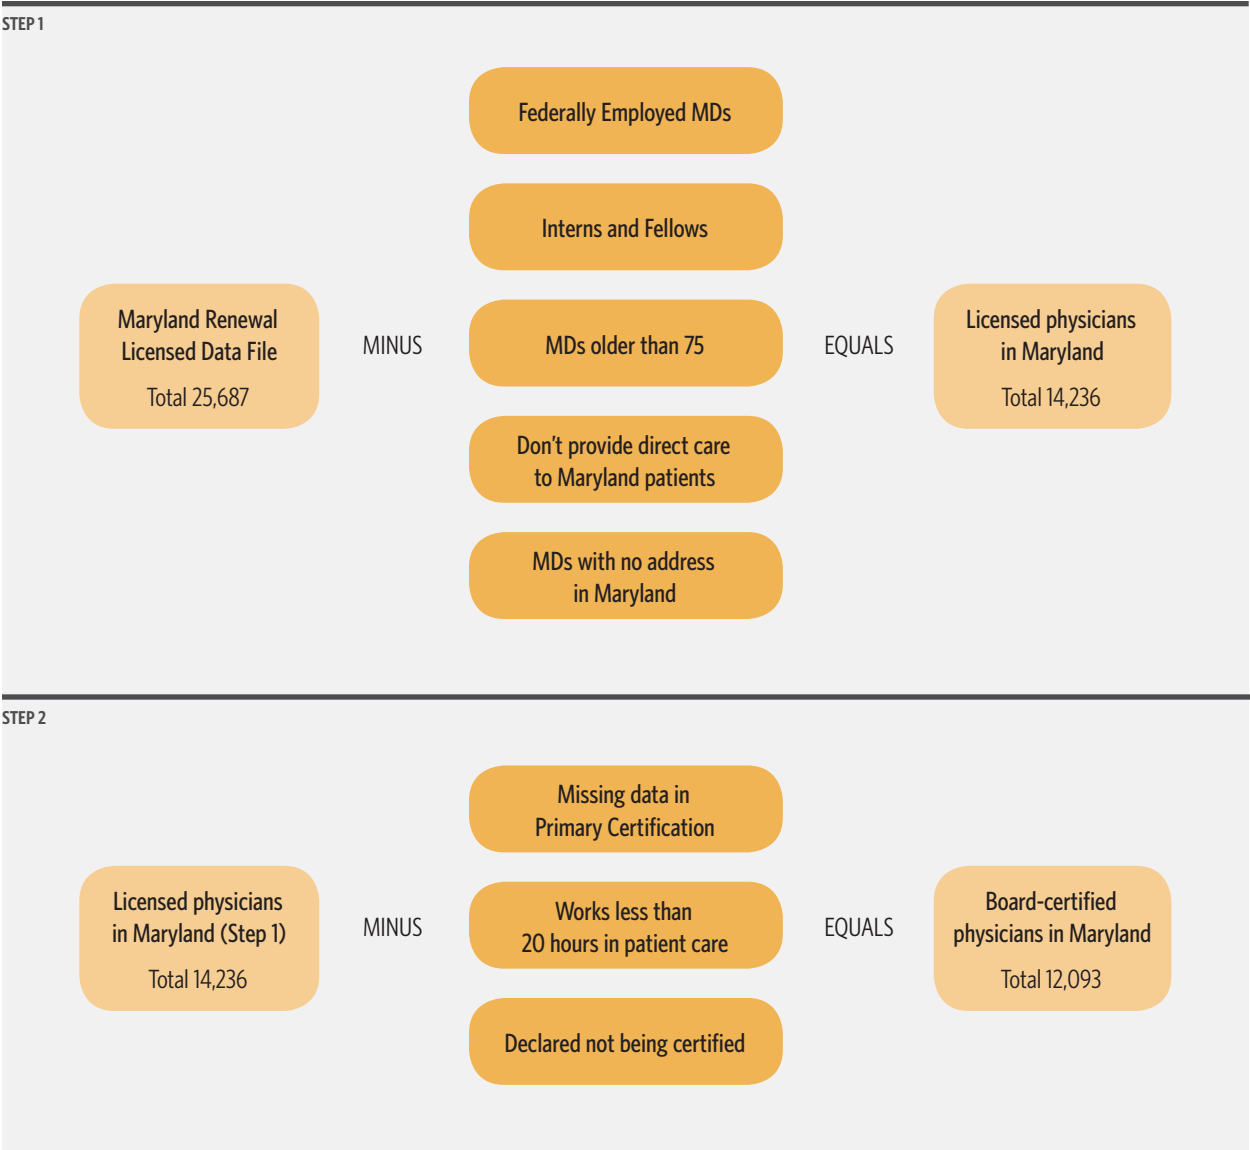 STEP 1
Federally Employed MDs
Interns and Fellows
Maryland Renewal
Licensed Data File
Total 25,687
MINUS
MDs older than 75
EQUALS
Licensed physicians
in Maryland
Total 14,236
Don't provide direct care
to Maryland patients
MDs with no address
in Maryland
STEP 2
Missing data in
Primary Certification
Licensed physicians
in Maryland (Step 1)
Total 14,236
MINUS
Works less than
20 hours in patient care
EQUALS
Board-certified
physicians in Maryland
Total 12,093
Declared not being certified